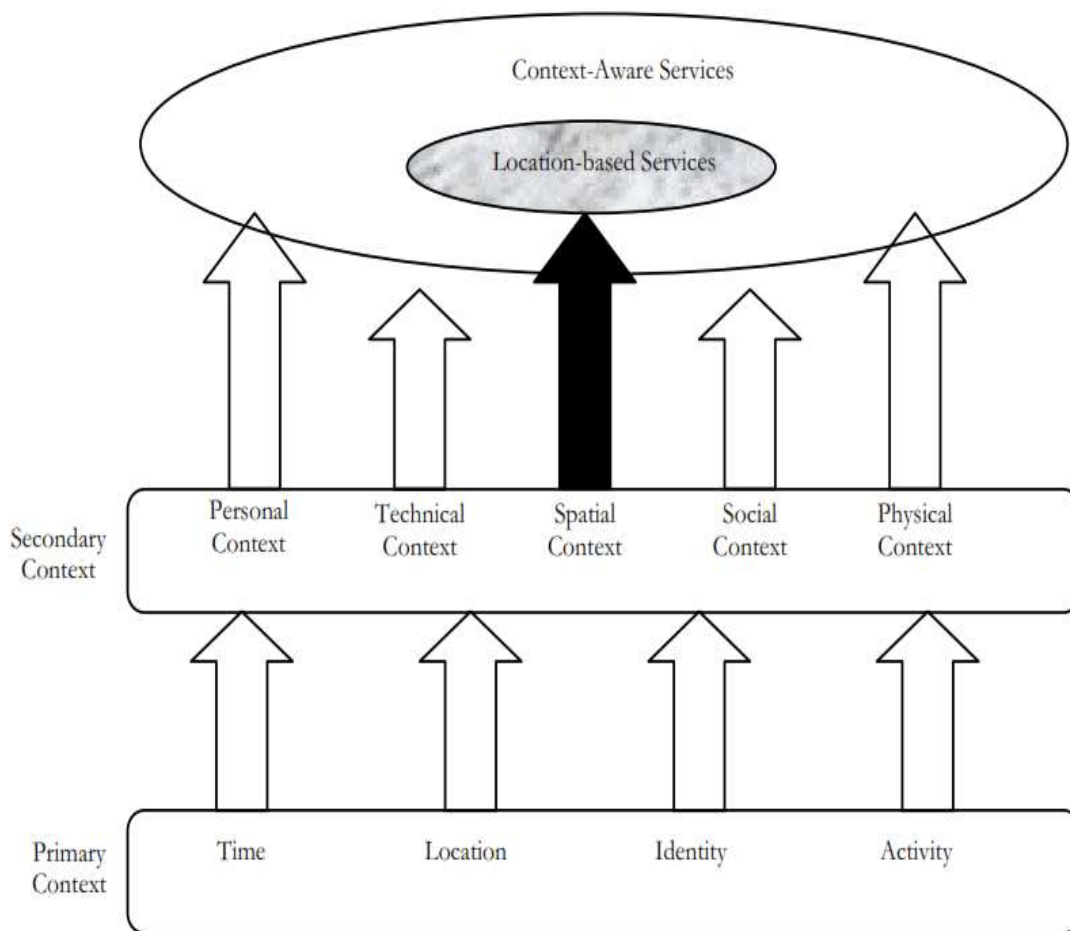 Context-Aware Services
Location-based Services
Secondary
Context
Personal
Context
Technical
Context
Spatial
Context
Social
Context
Physical
Context
Primary
Context
Time
Location
Identity
Activity